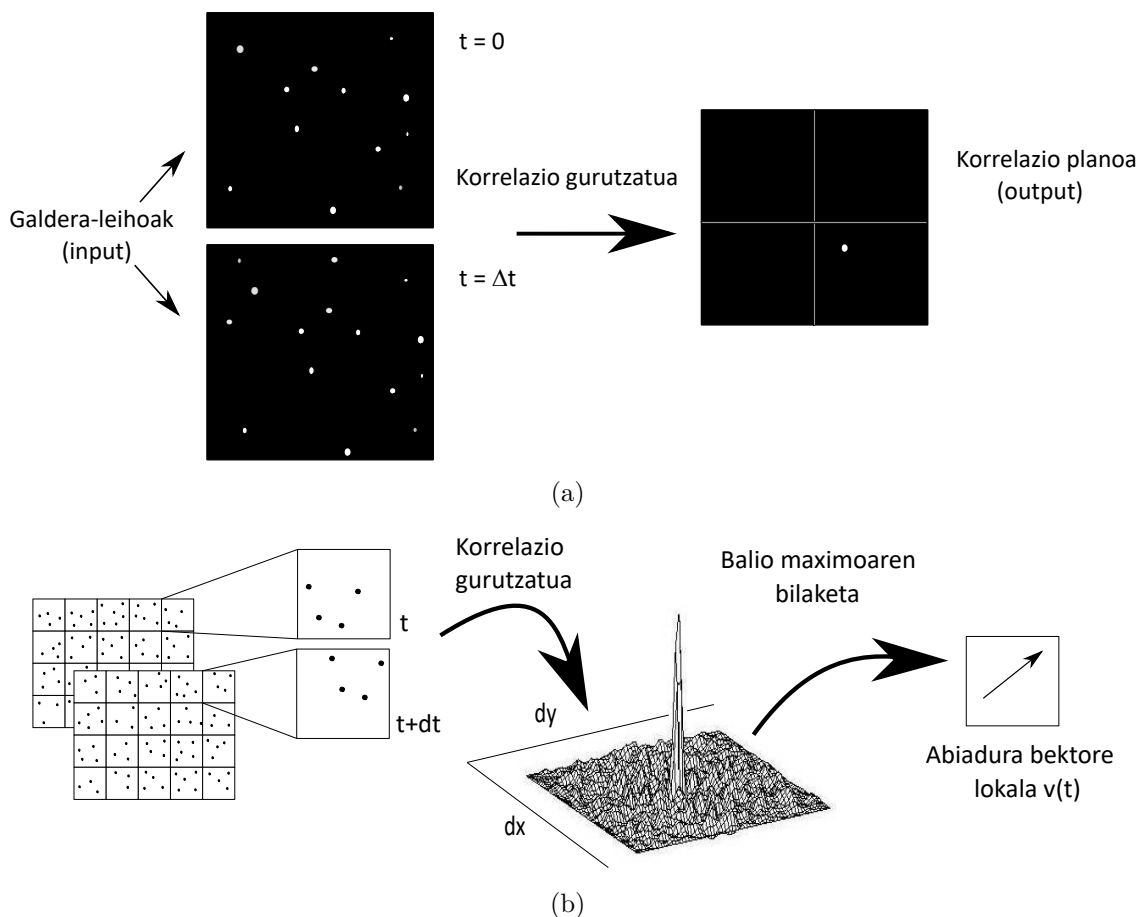 t = 0
Galdera-leihoak
(input)
Korrelazio gurutzatua
Korrelazio planoa
(output)
t = Δt
(a)
t
t+dt
Korrelazio
gurutzatua
dy
dx
Balio maximoaren
bilaketa
Abiadura bektore
lokala v(t)
(b)